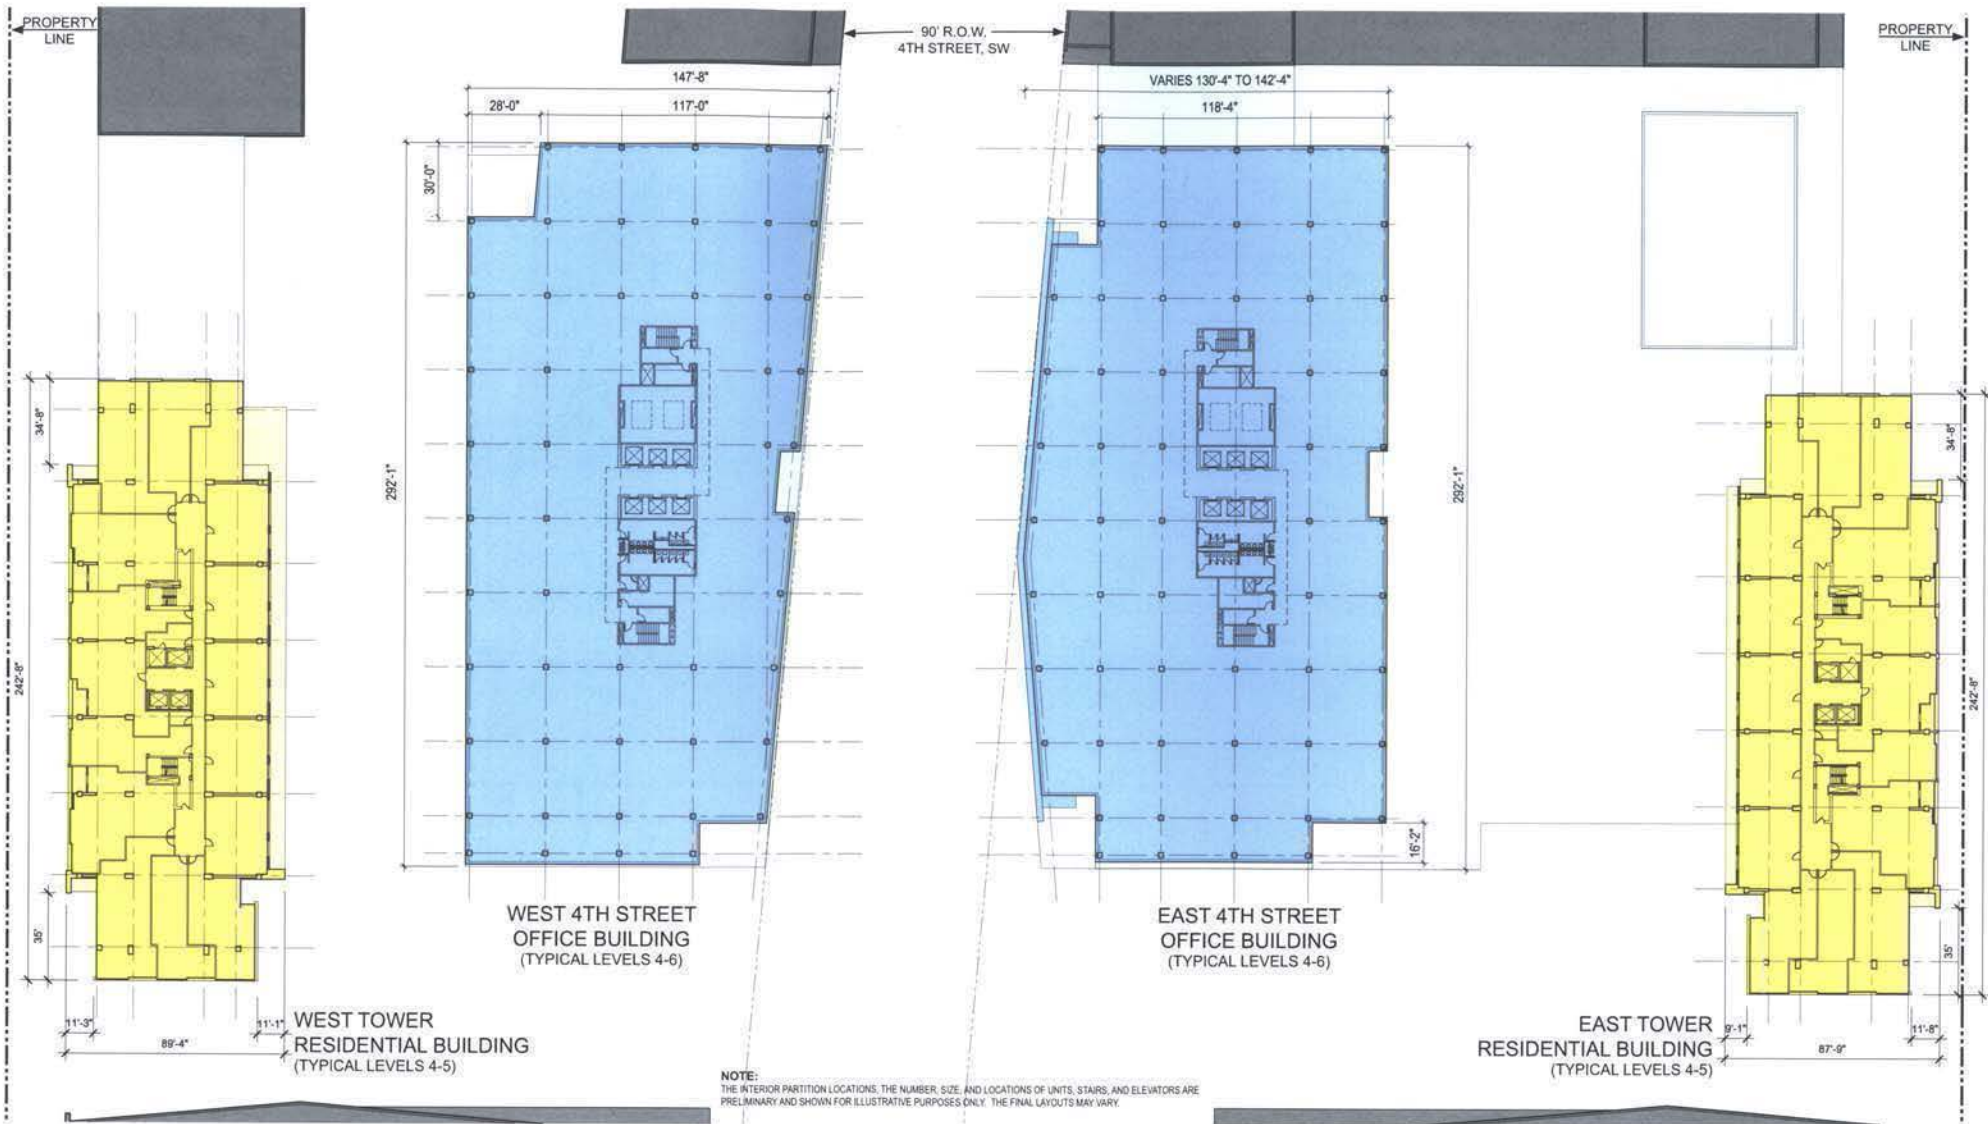 PROPERTY
LINE
90' R.O.W.
4TH STREET, SW
PROPERTY
LINE
147'-8"
28'-0"
117'-0"
30'-0"
292'-1"
VARIES 130'-4" TO 142'-4"
118'-4"
292'-1"
16'-2"
34'-8"
242'-8"
35'
11'-3"
11'-1"
89'-4"
34'-8"
242'-8"
35'
9'-1"
11'-8"
87'-9"
WEST 4TH STREET
OFFICE BUILDING
(TYPICAL LEVELS 4-6)
EAST 4TH STREET
OFFICE BUILDING
(TYPICAL LEVELS 4-6)
WEST TOWER
RESIDENTIAL BUILDING
(TYPICAL LEVELS 4-5)
EAST TOWER
RESIDENTIAL BUILDING
(TYPICAL LEVELS 4-5)
NOTE:
THE INTERIOR PARTITION LOCATIONS, THE NUMBER, SIZE, AND LOCATIONS OF UNITS, STAIRS, AND ELEVATORS ARE
PRELIMINARY AND SHOWN FOR ILLUSTRATIVE PURPOSES ONLY. THE FINAL LAYOUTS MAY VARY.